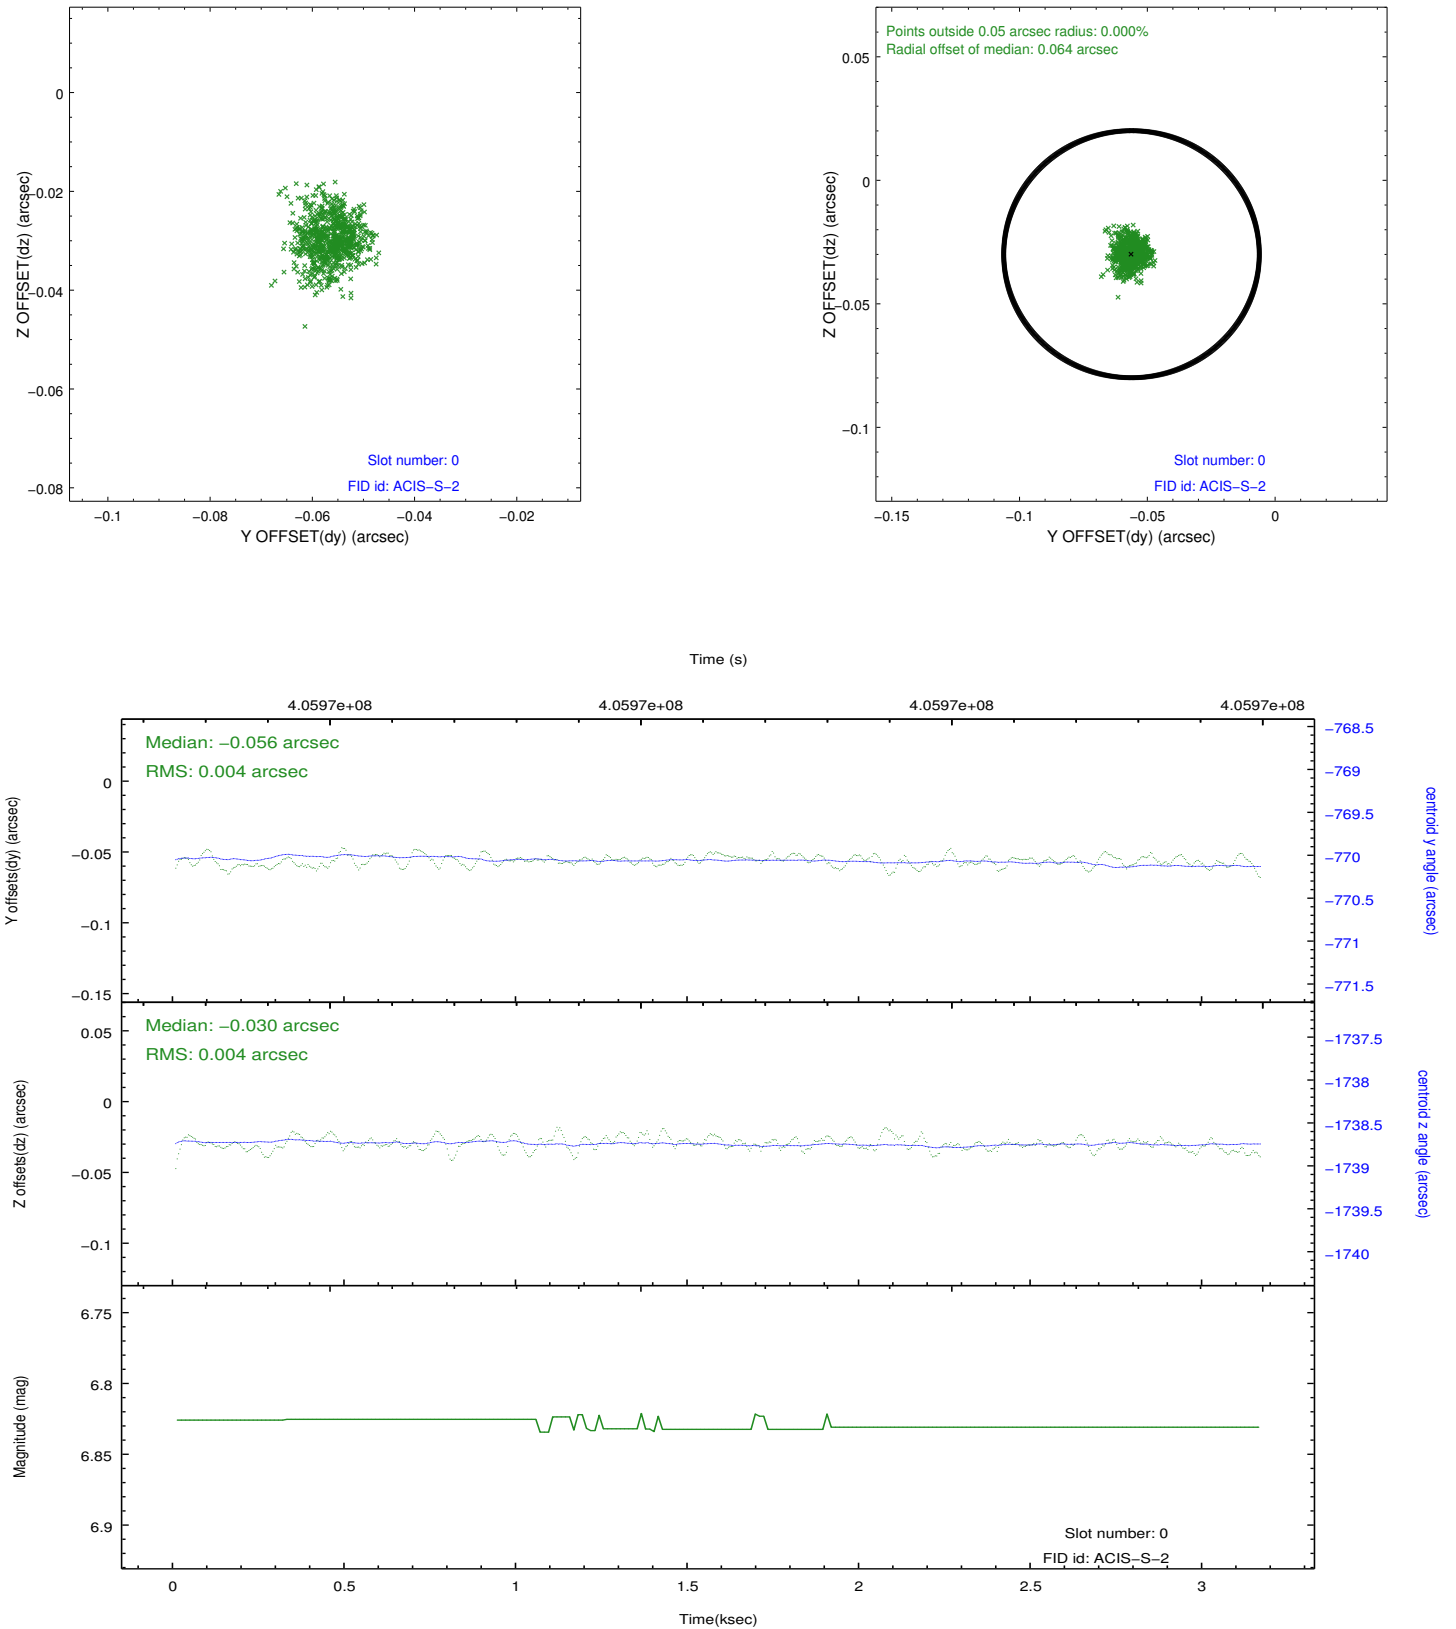 0
−0.02
−0.04
−0.06
−0.08
Z OFFSET(dz) (arcsec)
Slot number: 0
FID id: ACIS−S−2
−0.1
−0.08
−0.06
−0.04
−0.02
Y OFFSET(dy) (arcsec)
Points outside 0.05 arcsec radius: 0.000%
Radial offset of median: 0.064 arcsec
0.05
0
−0.05
−0.1
Z OFFSET(dz) (arcsec)
Slot number: 0
FID id: ACIS−S−2
−0.15
−0.1
−0.05
0
Y OFFSET(dy) (arcsec)
Time (s)
4.0597e+08
4.0597e+08
4.0597e+08
4.0597e+08
Median: −0.056 arcsec
RMS: 0.004 arcsec
0
−0.05
−0.1
−0.15
Y offsets(dy) (arcsec)
−768.5
−769
−769.5
−770
−770.5
−771
−771.5
centroid y angle (arcsec)
Median: −0.030 arcsec
RMS: 0.004 arcsec
0.05
0
−0.05
−0.1
Z offsets(dz) (arcsec)
−1737.5
−1738
−1738.5
−1739
−1739.5
−1740
centroid z angle (arcsec)
6.75
6.8
6.85
6.9
Magnitude (mag)
Slot number: 0
FID id: ACIS−S−2
0
0.5
1
1.5
2
2.5
3
Time(ksec)